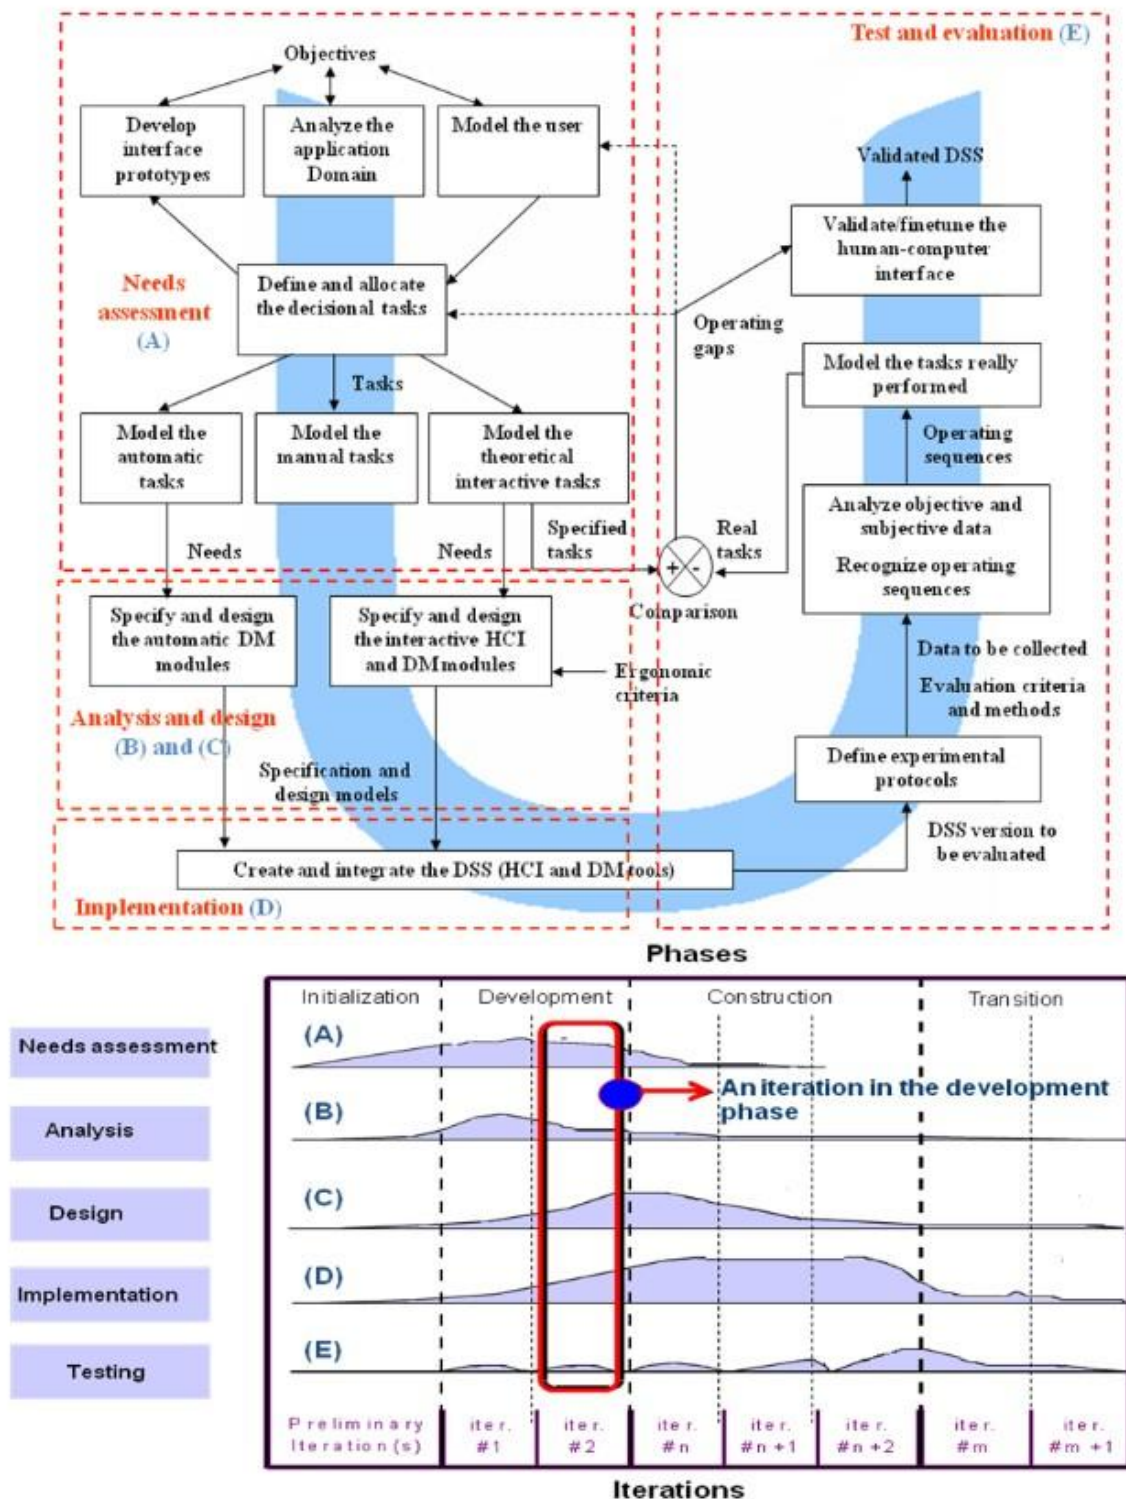 Test and evaluation (E)
Objectives
Develop
interface
prototypes
Analyze the
application
Domain
Model the user
Validated DSS
Validate/finetune the
human-computer
interface
Needs
assessment
(A)
Define and allocate
the decisional tasks
Operating
gaps
Model the tasks really
performed
Tasks
Model the
automatic
tasks
Model the
manual tasks
Model the
theoretical
interactive tasks
Operating
sequences
Analyze objective and
subjective data
Recognize operating
sequences
Needs
Needs
Specified
tasks
Real
tasks
+ -
Comparison
Specify and design
the automatic DM
modules
Specify and design
the interactive HCI
and DM modules
Ergonomic
criteria
Data to be collected
Evaluation criteria
and methods
Analysis and design
(B) and (C)
Specification and
design models
Define experimental
protocols
DSS version to
be evaluated
Create and integrate the DSS (HCI and DM tools)
Implementation (D)
Phases
Initialization
Development
Construction
Transition
Needs assessment
(A)
An iteration in the development
phase
Analysis
(B)
Design
(C)
Implementation
(D)
Testing
(E)
Preliminary
Iteration(s)
iter.
#1
iter.
#2
iter.
#n
iter.
#n+1
iter.
#n+2
iter.
#m
iter.
#m+1
Iterations